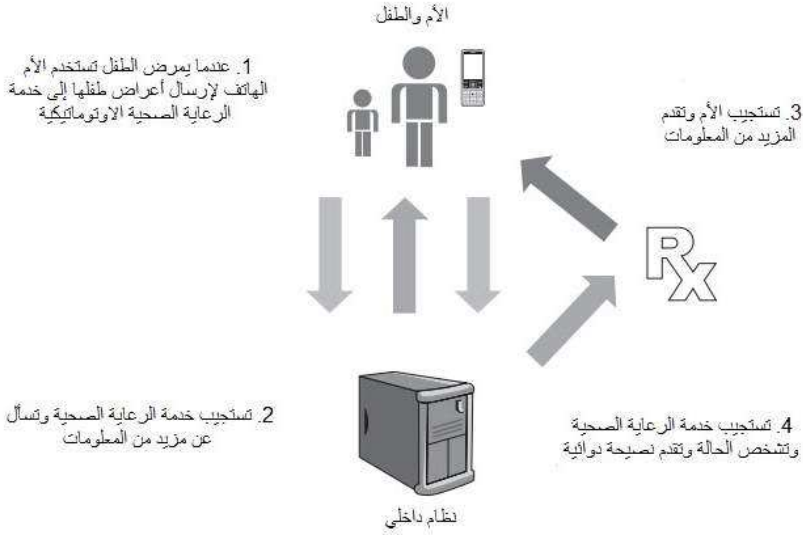 الأم والطفل
1. عندما يمرض الطفل تستخدم الأم
الهاتف لإرسال أعراض طفلها إلى خدمة
الرعاية الصحية الاوتوماتيكية
2. تستجيب خدمة الرعاية الصحية وتسأل
عن مزيد من المعلومات
3. تستجيب الأم وتقدم
المزيد من المعلومات
Rx
4. تستجيب خدمة الرعاية الصحية
وتشخص الحالة وتقدم نصيحة دوائية
نظام داخلي